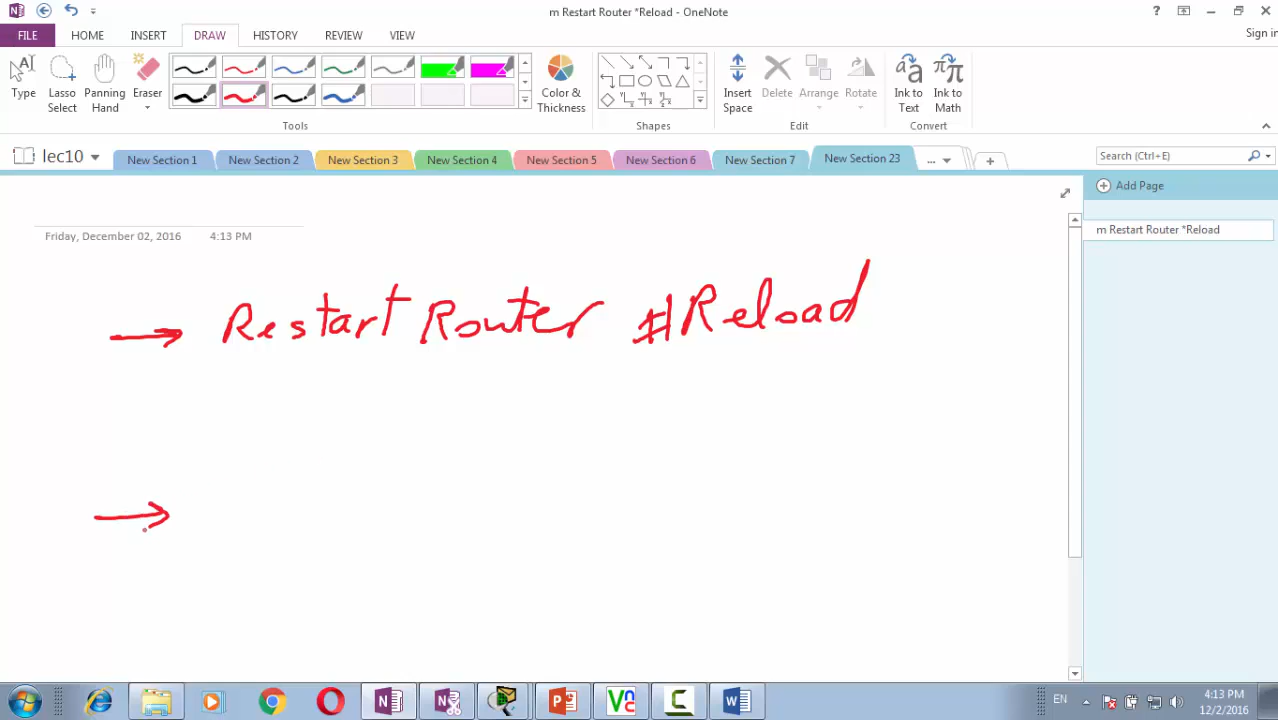 m Restart Router *Reload - OneNote
?
Sign in
FILE
HOME
INSERT
DRAW
HISTORY
REVIEW
VIEW
Type
Lasso Select
Panning Hand
Eraser
Color & Thickness
Insert Space
Delete
Arrange
Rotate
Ink to Text
Ink to Math
Tools
Shapes
Edit
Convert
lec10
New Section 1
New Section 2
New Section 3
New Section 4
New Section 5
New Section 6
New Section 7
New Section 23
...
Search (Ctrl+E)
Add Page
m Restart Router *Reload
Friday, December 02, 2016 4:13 PM
→ Restart Router #Reload
→
EN
4:13 PM
12/2/2016